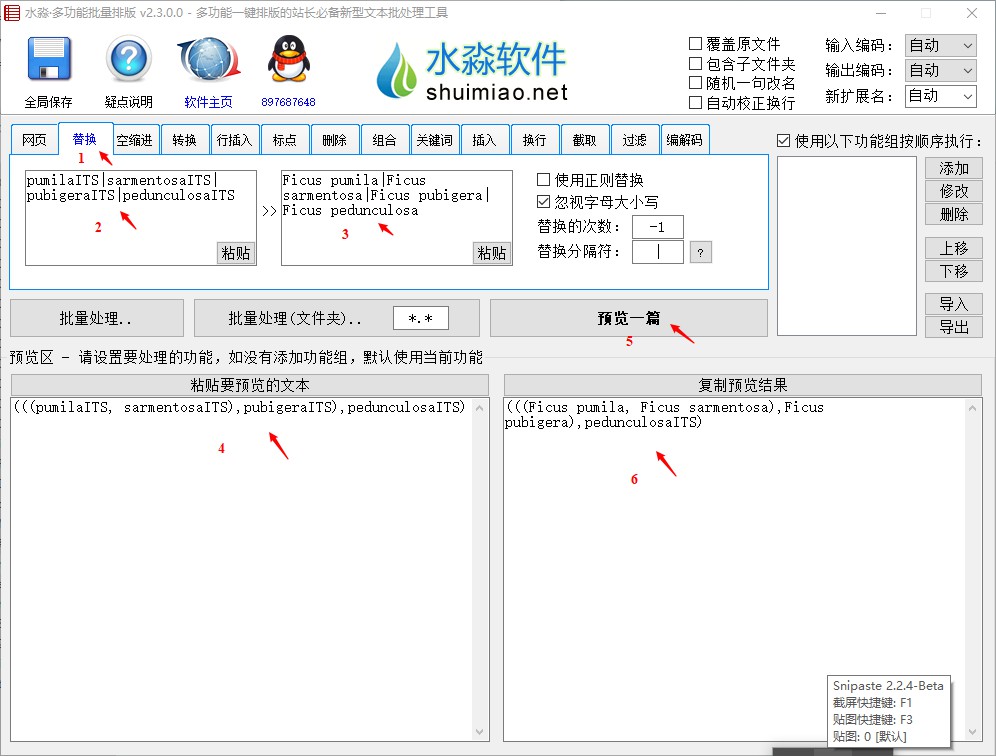 水淼·多功能批量排版 v2.3.0.0 - 多功能一键排版的站长必备新型文本批处理工具
全局保存
疑点说明
软件主页
897687648
水淼软件
shuimiao.net
覆盖原文件
包含子文件夹
随机一句改名
自动校正换行
输入编码: 自动
输出编码: 自动
新扩展名: 自动
网页 替换 空缩进 转换 行插入 标点 删除 组合 关键词 插入 换行 截取 过滤 编解码
使用以下功能组按顺序执行:
1
pumilaITS|sarmentosaITS|
pubigeraITS|pedunculosaITS
2
粘贴
>>
Ficus pumila|Ficus
sarmentosa|Ficus pubigera|
Ficus pedunculosa
3
粘贴
使用正则替换
忽视字母大小写
替换的次数: -1
替换分隔符: | ?
添加
修改
删除
上移
下移
导入
导出
批量处理..
批量处理(文件夹).. *.*
预览一篇
5
预览区 - 请设置要处理的功能，如没有添加功能组，默认使用当前功能
粘贴要预览的文本
(((pumilaITS, sarmentosaITS),pubigeraITS),pedunculosaITS)
4
复制预览结果
(((Ficus pumila, Ficus sarmentosa),Ficus
pubigera),pedunculosaITS)
6
Snipaste 2.2.4-Beta
截屏快捷键: F1
贴图快捷键: F3
贴图: 0 [默认]